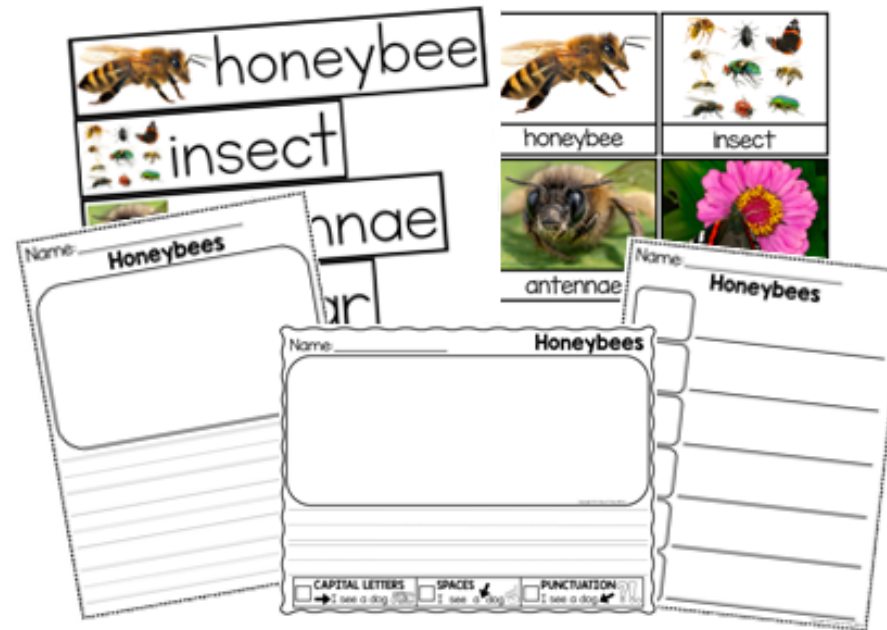 honeybee
insect
nnae
ar
honeybee
insect
antennae
Name:
Honeybees
Name:
Honeybees
Name:
Honeybees
CAPITAL LETTERS
I see a dog
SPACES
I see a dog
PUNCTUATION
I see a dog
?!